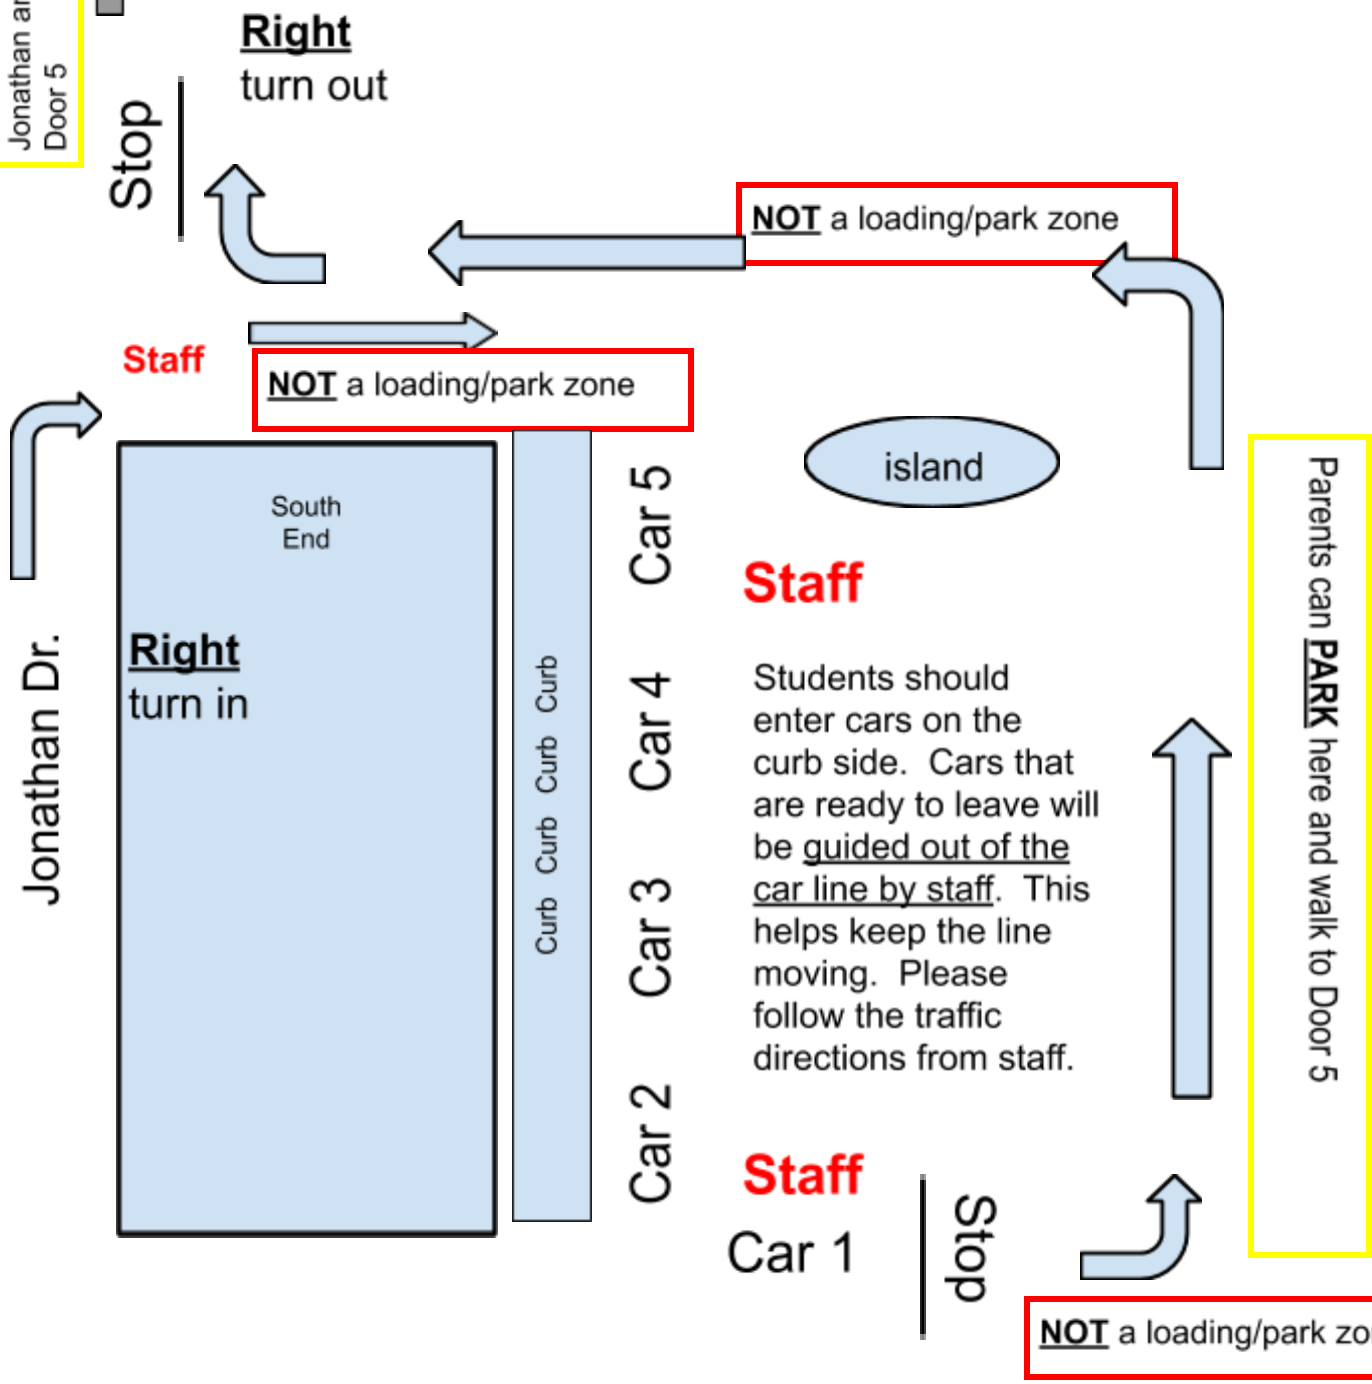 Jonathan
Door 5
Stop
Right
turn out
NOT a loading/park zone
Staff
NOT a loading/park zone
island
South
End
Car 5
Staff
Right
turn in
Jonathan Dr.
Curb Curb Curb Curb
Car 4
Car 3
Car 2
Students should
enter cars on the
curb side. Cars that
are ready to leave will
be guided out of the
car line by staff. This
helps keep the line
moving. Please
follow the traffic
directions from staff.
Parents can PARK here and walk to Door 5
Staff
Car 1
Stop
NOT a loading/park